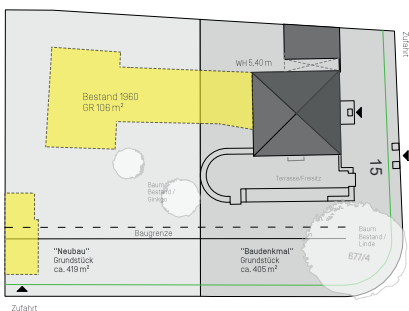 Zufahrt
WH 5,40 m
Bestand 1960
GR 106 m²
15
Terrasse/Freisitz
Baum
Bestand /
Ginkgo
Baugrenze
Baum
Bestand /
Linde
677/4
"Neubau"
Grundstück
ca. 419 m²
"Baudenkmal"
Grundstück
ca. 405 m²
Zufahrt